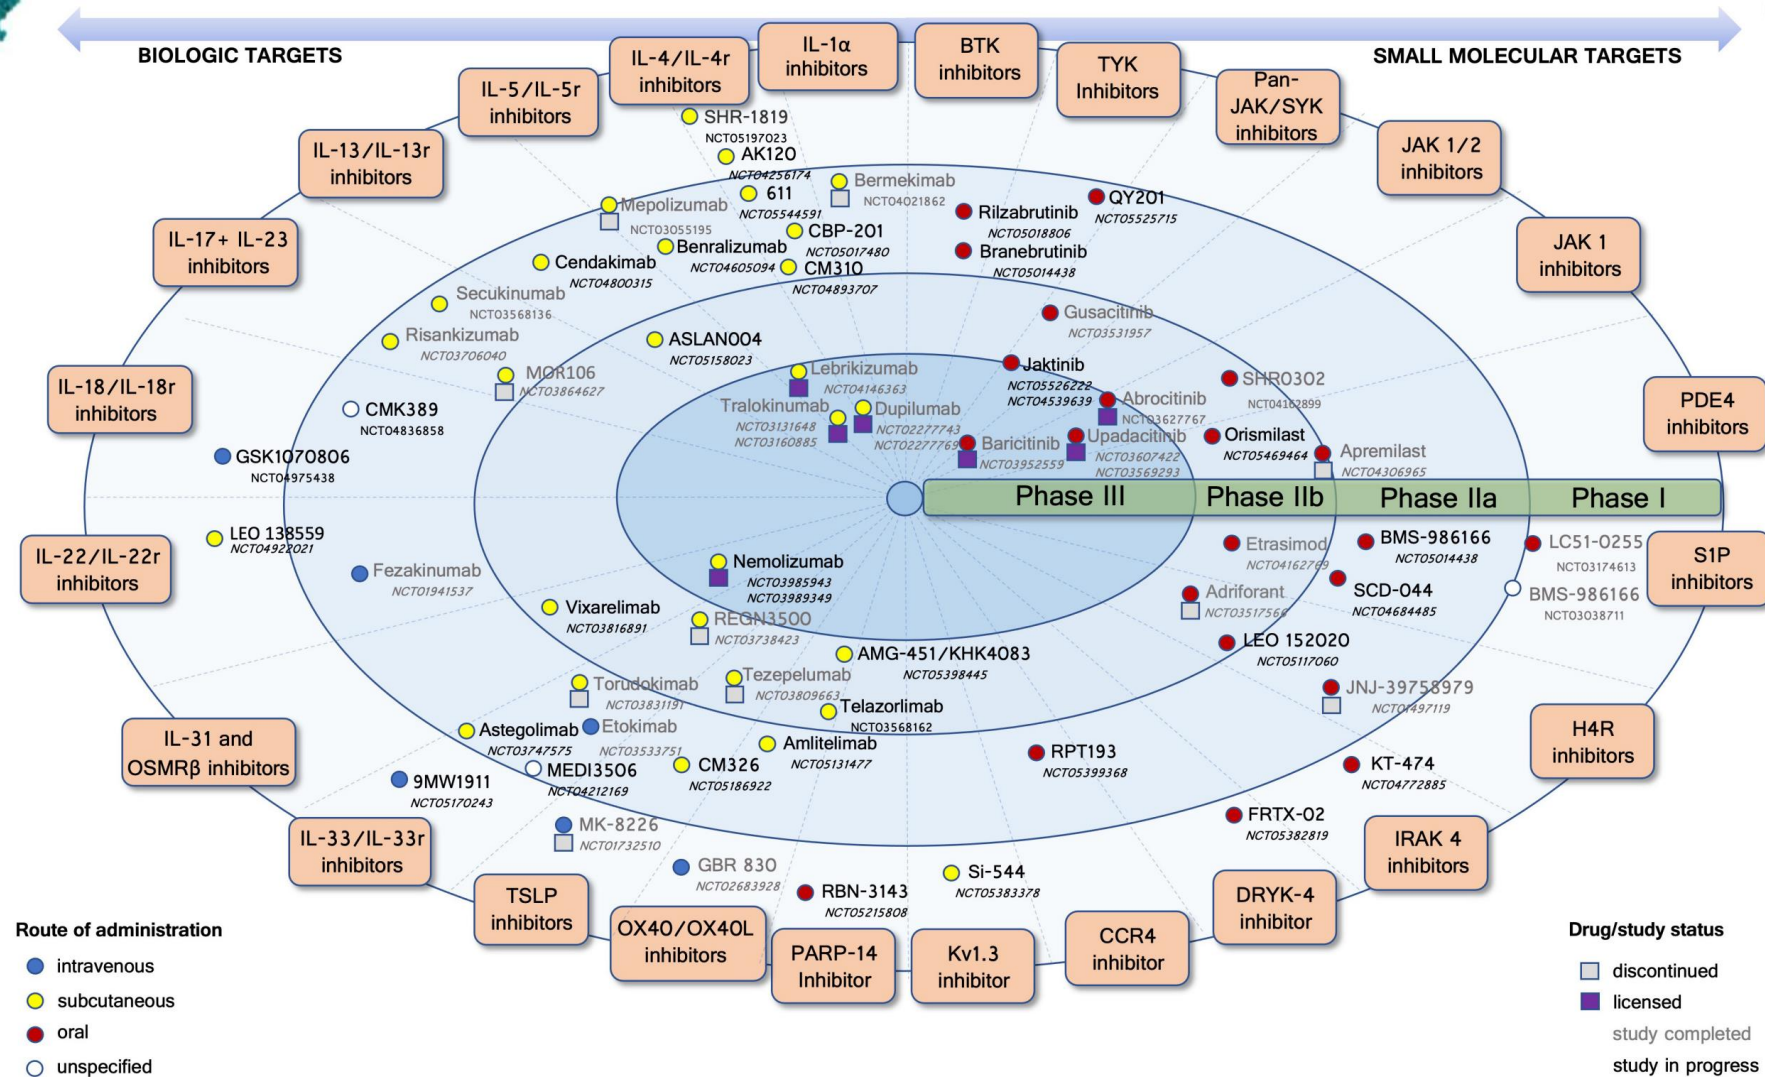 BIOLOGIC TARGETS
SMALL MOLECULAR TARGETS
IL-1α
inhibitors
BTK
inhibitors
IL-4/IL-4r
inhibitors
TYK
Inhibitors
IL-5/IL-5r
inhibitors
Pan-
JAK/SYK
inhibitors
IL-13/IL-13r
inhibitors
JAK 1/2
inhibitors
IL-17+ IL-23
inhibitors
JAK 1
inhibitors
IL-18/IL-18r
inhibitors
PDE4
inhibitors
SHR-1819
NCT05197023
AK120
NCT04256174
611
NCT05544591
Bermekimab
NCT04021862
Mepolizumab
NCT03055195
CBP-201
NCT05017480
Benralizumab
NCT04605094
CM310
NCT04893707
Cendakimab
NCT04800315
Rilzabrutinib
NCT05018806
Branebrutinib
NCT05014438
QY201
NCT05525715
Secukinumab
NCT03568136
Risankizumab
NCT03706040
MOR106
NCT03864627
ASLAN004
NCT05158023
Gusacitinib
NCT03531957
Lebrikizumab
NCT04146363
Jaktinib
NCT05526222
NCT04539639
SHR0302
NCT04162899
Abrocitinib
NCT03627767
CMK389
NCT04836858
Tralokinumab
NCT03131648
NCT03160885
Dupilumab
NCT02277743
NCT02277769
Baricitinib
NCT03952559
Upadacitinib
NCT03607422
NCT03569293
Orismilast
NCT05469464
Apremilast
NCT04306965
GSK1070806
NCT04975438
Phase III
Phase IIb
Phase IIa
Phase I
LEO 138559
NCT04922021
IL-22/IL-22r
inhibitors
Fezakinumab
NCT01941537
Nemolizumab
NCT03985943
NCT03989349
Etrasimod
NCT04162769
BMS-986166
NCT05014438
LC51-0255
NCT03174613
S1P
inhibitors
Adriforant
NCT03517566
SCD-044
NCT04684485
BMS-986166
NCT03038711
Vixarelimab
NCT03816891
REGN3500
NCT03738423
LEO 152020
NCT05117060
AMG-451/KHK4083
NCT05398445
Torudokimab
NCT03831191
Tezepelumab
NCT03809663
JNJ-39758979
NCT01497119
Telazorlimab
NCT03568162
Astegolimab
NCT03747575
Etokimab
NCT03533751
Amlitelimab
NCT05131477
IL-31 and
OSMRβ inhibitors
H4R
inhibitors
MEDI3506
NCT04212169
CM326
NCT05186922
RPT193
NCT05399368
KT-474
NCT04772885
9MW1911
NCT05170243
MK-8226
NCT01732510
FRTX-02
NCT05382819
IL-33/IL-33r
inhibitors
IRAK 4
inhibitors
GBR 830
NCT02683928
RBN-3143
NCT05215808
Si-544
NCT05383378
TSLP
inhibitors
DRYK-4
inhibitor
OX40/OX40L
inhibitors
PARP-14
Inhibitor
Kv1.3
inhibitor
CCR4
inhibitor
Route of administration
intravenous
subcutaneous
oral
unspecified
Drug/study status
discontinued
licensed
study completed
study in progress